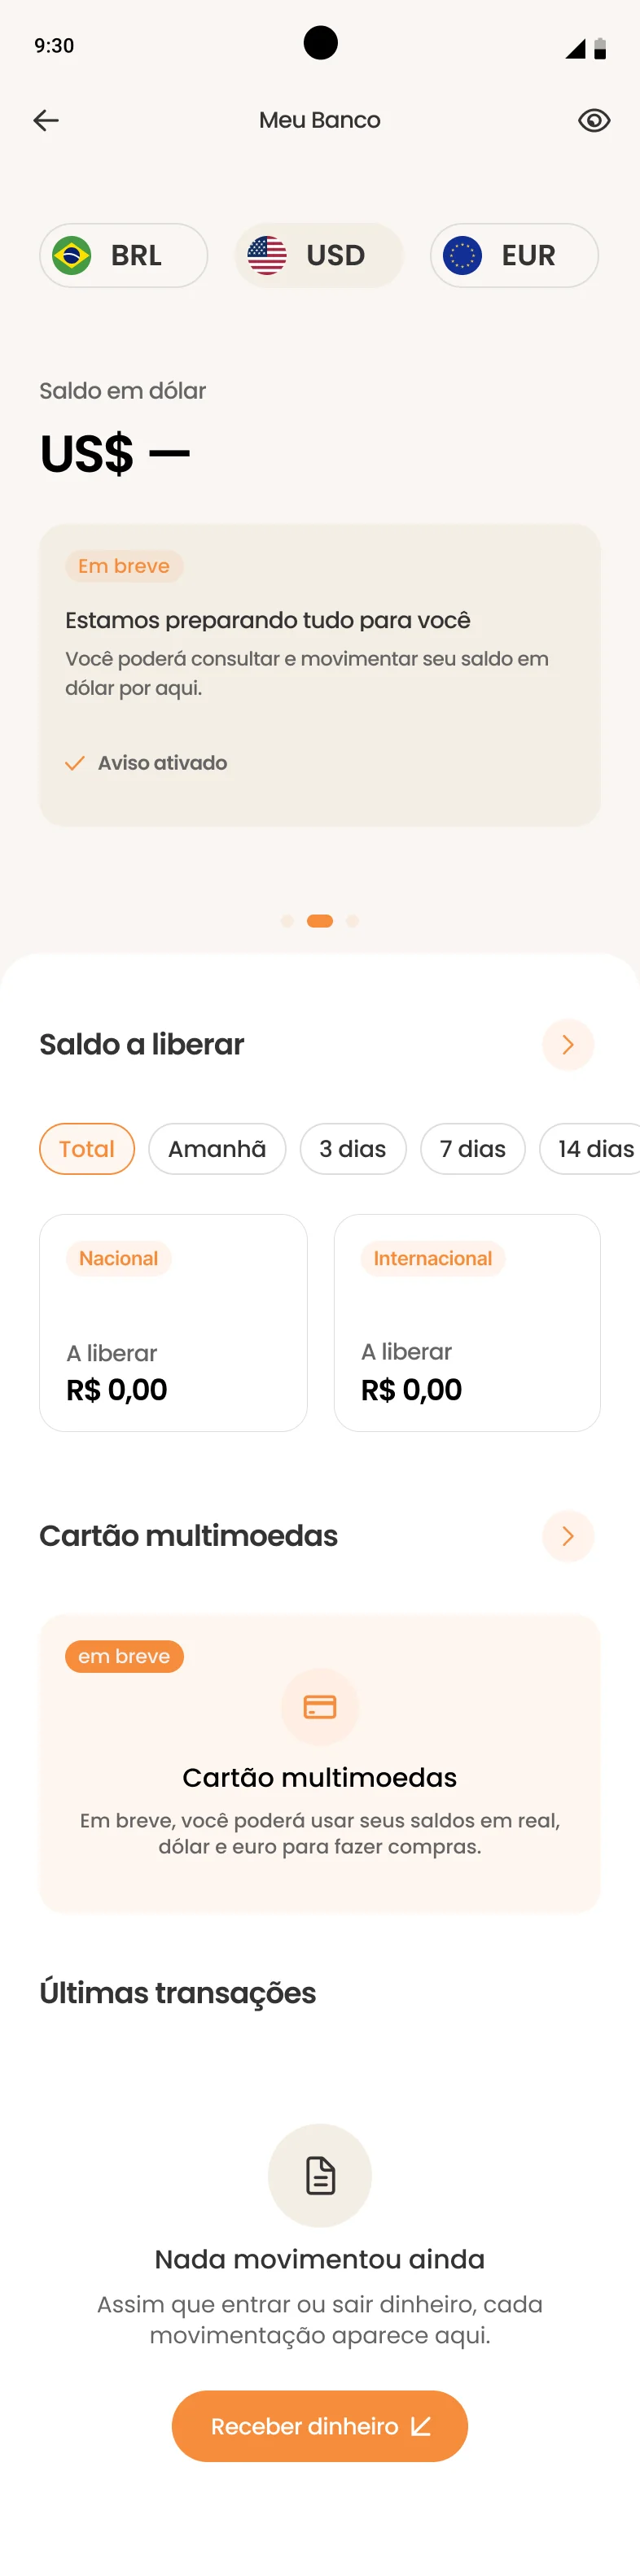 9:30
Meu Banco
BRL
USD
EUR
Saldo em dólar
US$ —
Em breve
Estamos preparando tudo para você
Você poderá consultar e movimentar seu saldo em
dólar por aqui.
Aviso ativado
Saldo a liberar
Total
Amanhã
3 dias
7 dias
14 dias
Nacional
A liberar
R$ 0,00
Internacional
A liberar
R$ 0,00
Cartão multimoedas
em breve
Cartão multimoedas
Em breve, você poderá usar seus saldos em real,
dólar e euro para fazer compras.
Últimas transações
Nada movimentou ainda
Assim que entrar ou sair dinheiro, cada
movimentação aparece aqui.
Receber dinheiro